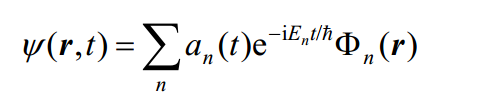 ψ(r,t) = ∑ₙ aₙ(t)e^(−iEₙt/ħ) Φₙ(r)